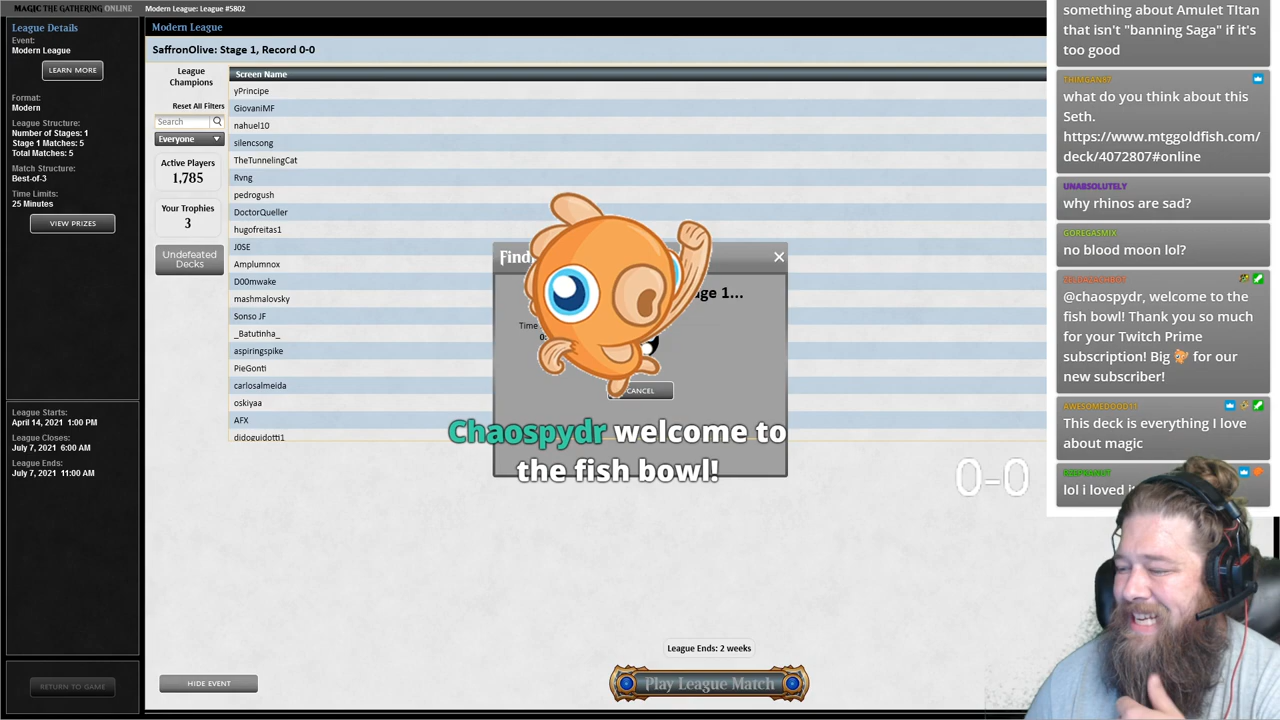 MAGIC THE GATHERING ONLINE
Modern League: League #5802
League Details
Event:
Modern League
LEARN MORE
Format:
Modern
League Structure:
Number of Stages: 1
Stage 1 Matches: 5
Total Matches: 5
Match Structure:
Best-of-3
Time Limits:
25 Minutes
VIEW PRIZES
League Starts:
April 14, 2021 1:00 PM
League Closes:
July 7, 2021 6:00 AM
League Ends:
July 7, 2021 11:00 AM
RETURN TO GAME
Modern League
SaffronOlive: Stage 1, Record 0-0
League
Champions
Reset All Filters
Search
Everyone
Active Players
1,785
Your Trophies
3
Undefeated
Decks
Screen Name
yPrincipe
GiovaniMF
nahuel10
silencsong
TheTunnelingCat
Rvng
pedrogush
DoctorQueller
hugofreitas1
J0SE
Amplumnox
D00mwake
mashmalovsky
Sonso JF
_Batutinha_
aspiringspike
PieGonti
carlosalmeida
oskiyaa
AFX
didoguidotti1
Time
CANCEL
Chaospydr welcome to
the fish bowl!
0-0
League Ends: 2 weeks
HIDE EVENT
Play League Match
something about Amulet TItan
that isn't "banning Saga" if it's
too good
what do you think about this
Seth.
https://www.mtggoldfish.com/
deck/4072807#online
UNABSOLUTELY
why rhinos are sad?
GOREGASMIX
no blood moon lol?
@chaospydr, welcome to the
fish bowl! Thank you so much
for your Twitch Prime
subscription! Big for our
new subscriber!
This deck is everything I love
about magic
lol i loved